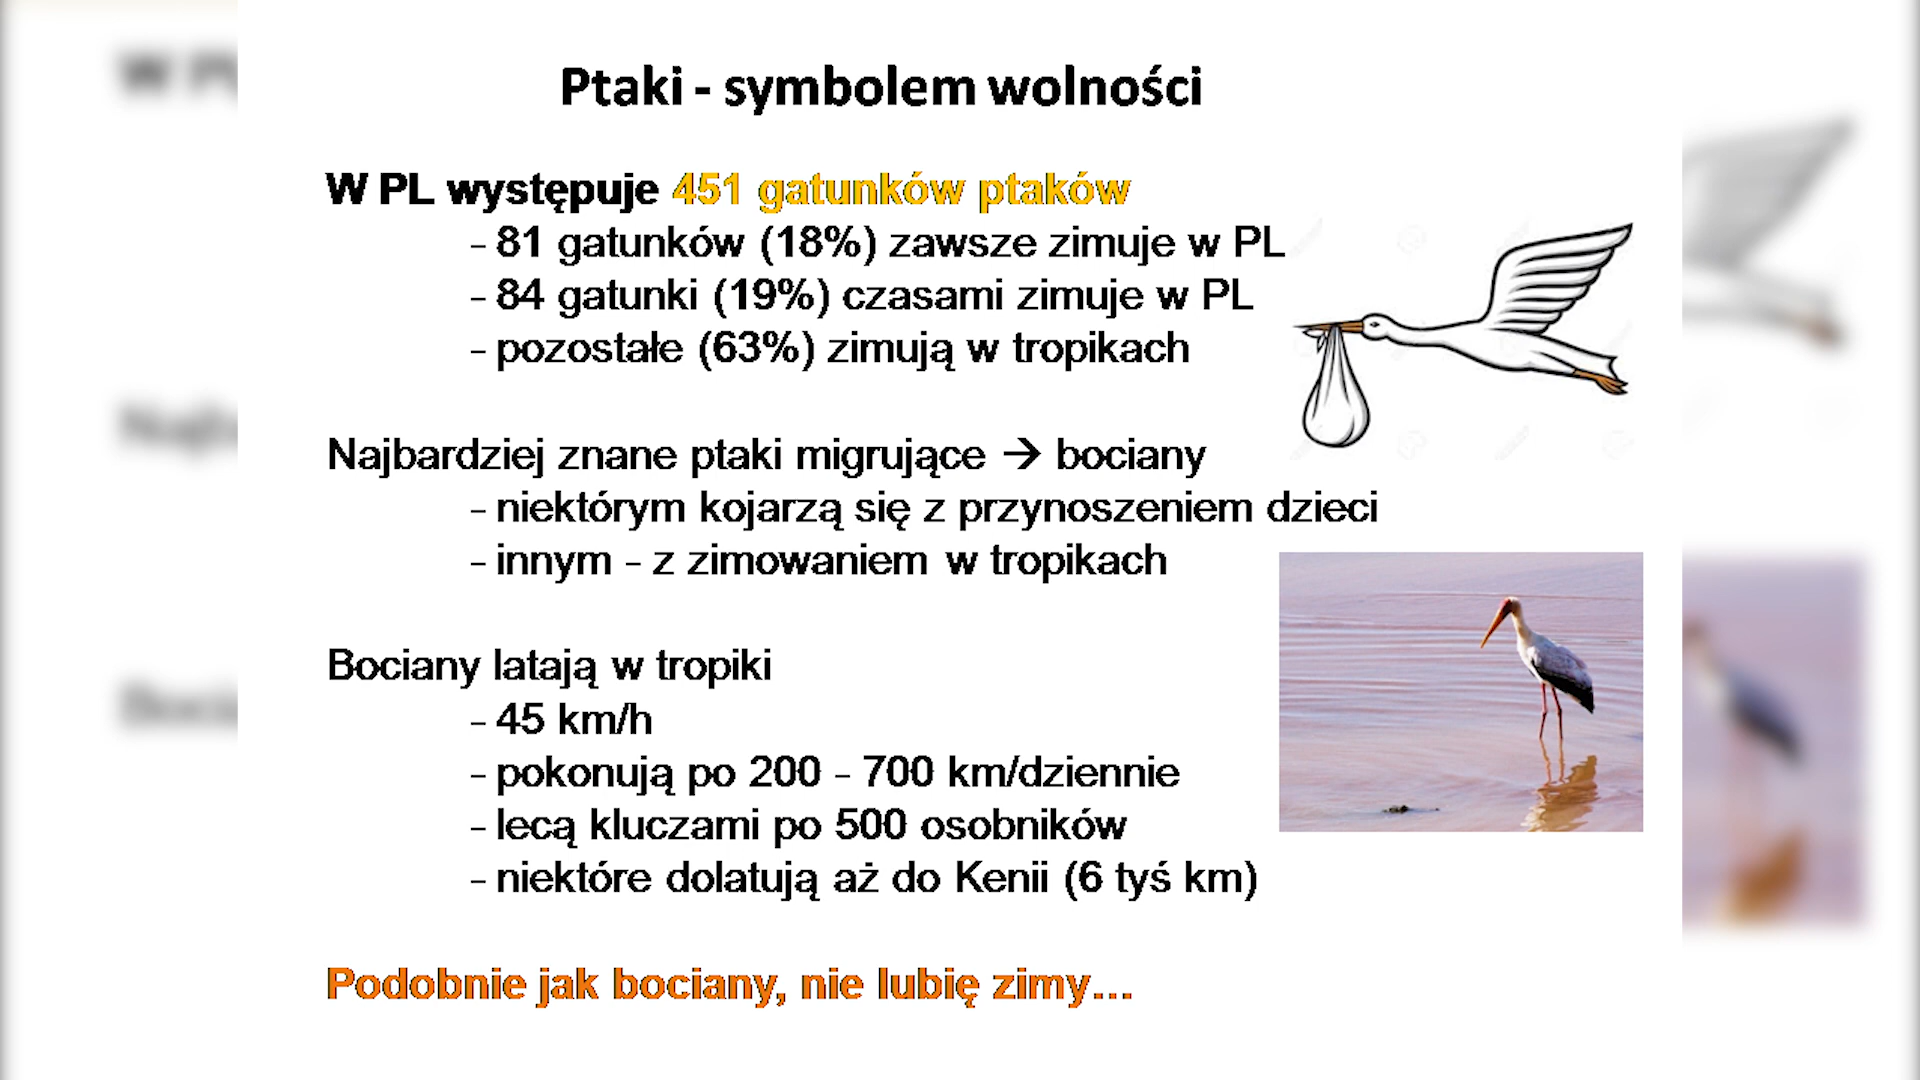 Ptaki - symbolem wolności
W PL występuje 451 gatunków ptaków
- 81 gatunków (18%) zawsze zimuje w PL
- 84 gatunki (19%) czasami zimuje w PL
- pozostałe (63%) zimują w tropikach
Najbardziej znane ptaki migrujące → bociany
- niektórym kojarzą się z przynoszeniem dzieci
- innym - z zimowaniem w tropikach
Bociany latają w tropiki
- 45 km/h
- pokonują po 200 - 700 km/dziennie
- lecą kluczami po 500 osobników
- niektóre dolatują aż do Kenii (6 tyś km)
Podobnie jak bociany, nie lubię zimy...